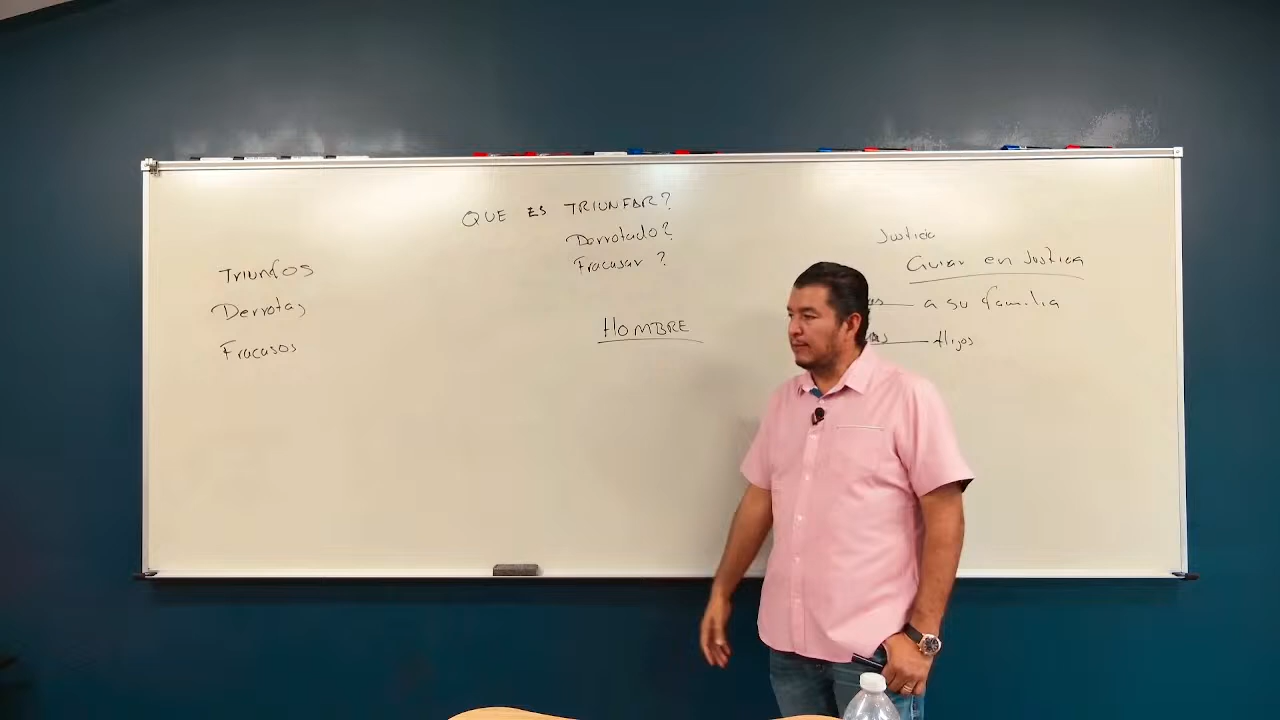 QUE ES TRIUNFAR?
Derrotado?
Fracasar ?
HOMBRE
Triunfos
Derrotas
Fracasos
Justicia
Guiar en Justicia
a su familia
Hijos